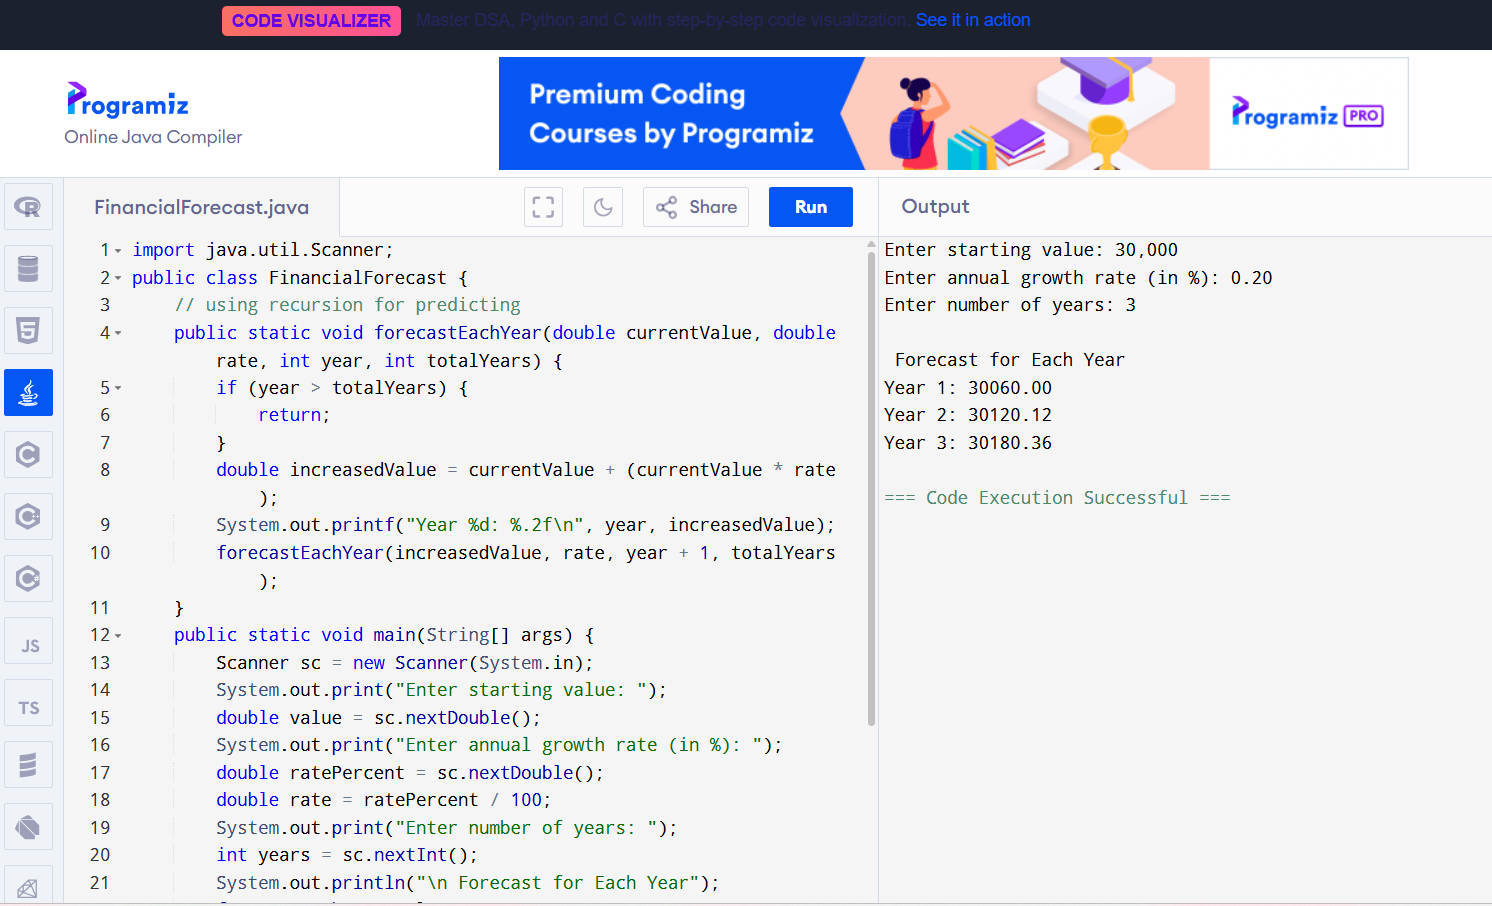 CODE VISUALIZER Master DSA, Python and C with step-by-step code visualization. See it in action
Programiz
Online Java Compiler
Premium Coding
Courses by Programiz
Programiz PRO
FinancialForecast.java
Share
Run
Output
R
JS
TS
1 import java.util.Scanner;
2 public class FinancialForecast {
3 // using recursion for predicting
4 public static void forecastEachYear(double currentValue, double
rate, int year, int totalYears) {
5 if (year > totalYears) {
6 return;
7 }
8 double increasedValue = currentValue + (currentValue * rate
);
9 System.out.printf("Year %d: %.2f\n", year, increasedValue);
10 forecastEachYear(increasedValue, rate, year + 1, totalYears
);
11 }
12 public static void main(String[] args) {
13 Scanner sc = new Scanner(System.in);
14 System.out.print("Enter starting value: ");
15 double value = sc.nextDouble();
16 System.out.print("Enter annual growth rate (in %): ");
17 double ratePercent = sc.nextDouble();
18 double rate = ratePercent / 100;
19 System.out.print("Enter number of years: ");
20 int years = sc.nextInt();
21 System.out.println("\n Forecast for Each Year");
Enter starting value: 30,000
Enter annual growth rate (in %): 0.20
Enter number of years: 3
Forecast for Each Year
Year 1: 30060.00
Year 2: 30120.12
Year 3: 30180.36
=== Code Execution Successful ===